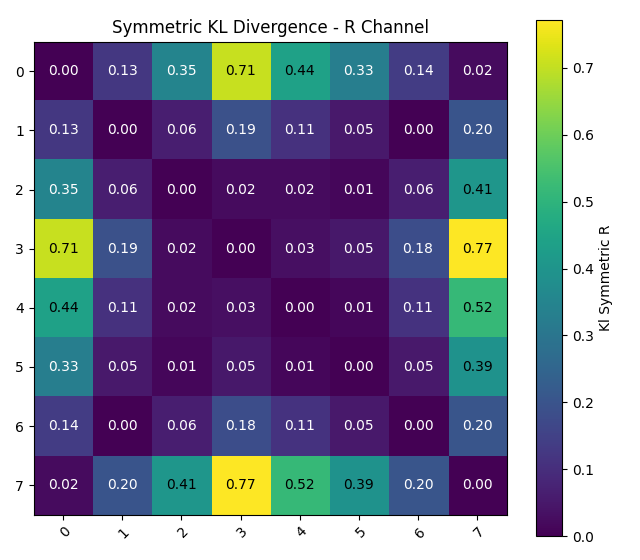 Symmetric KL Divergence - R Channel
0 0.00 0.13 0.35 0.71 0.44 0.33 0.14 0.02
1 0.13 0.00 0.06 0.19 0.11 0.05 0.00 0.20
2 0.35 0.06 0.00 0.02 0.02 0.01 0.06 0.41
3 0.71 0.19 0.02 0.00 0.03 0.05 0.18 0.77
4 0.44 0.11 0.02 0.03 0.00 0.01 0.11 0.52
5 0.33 0.05 0.01 0.05 0.01 0.00 0.05 0.39
6 0.14 0.00 0.06 0.18 0.11 0.05 0.00 0.20
7 0.02 0.20 0.41 0.77 0.52 0.39 0.20 0.00
0 1 2 3 4 5 6 7
0.7
0.6
0.5
0.4
0.3
0.2
0.1
0.0
Kl Symmetric R